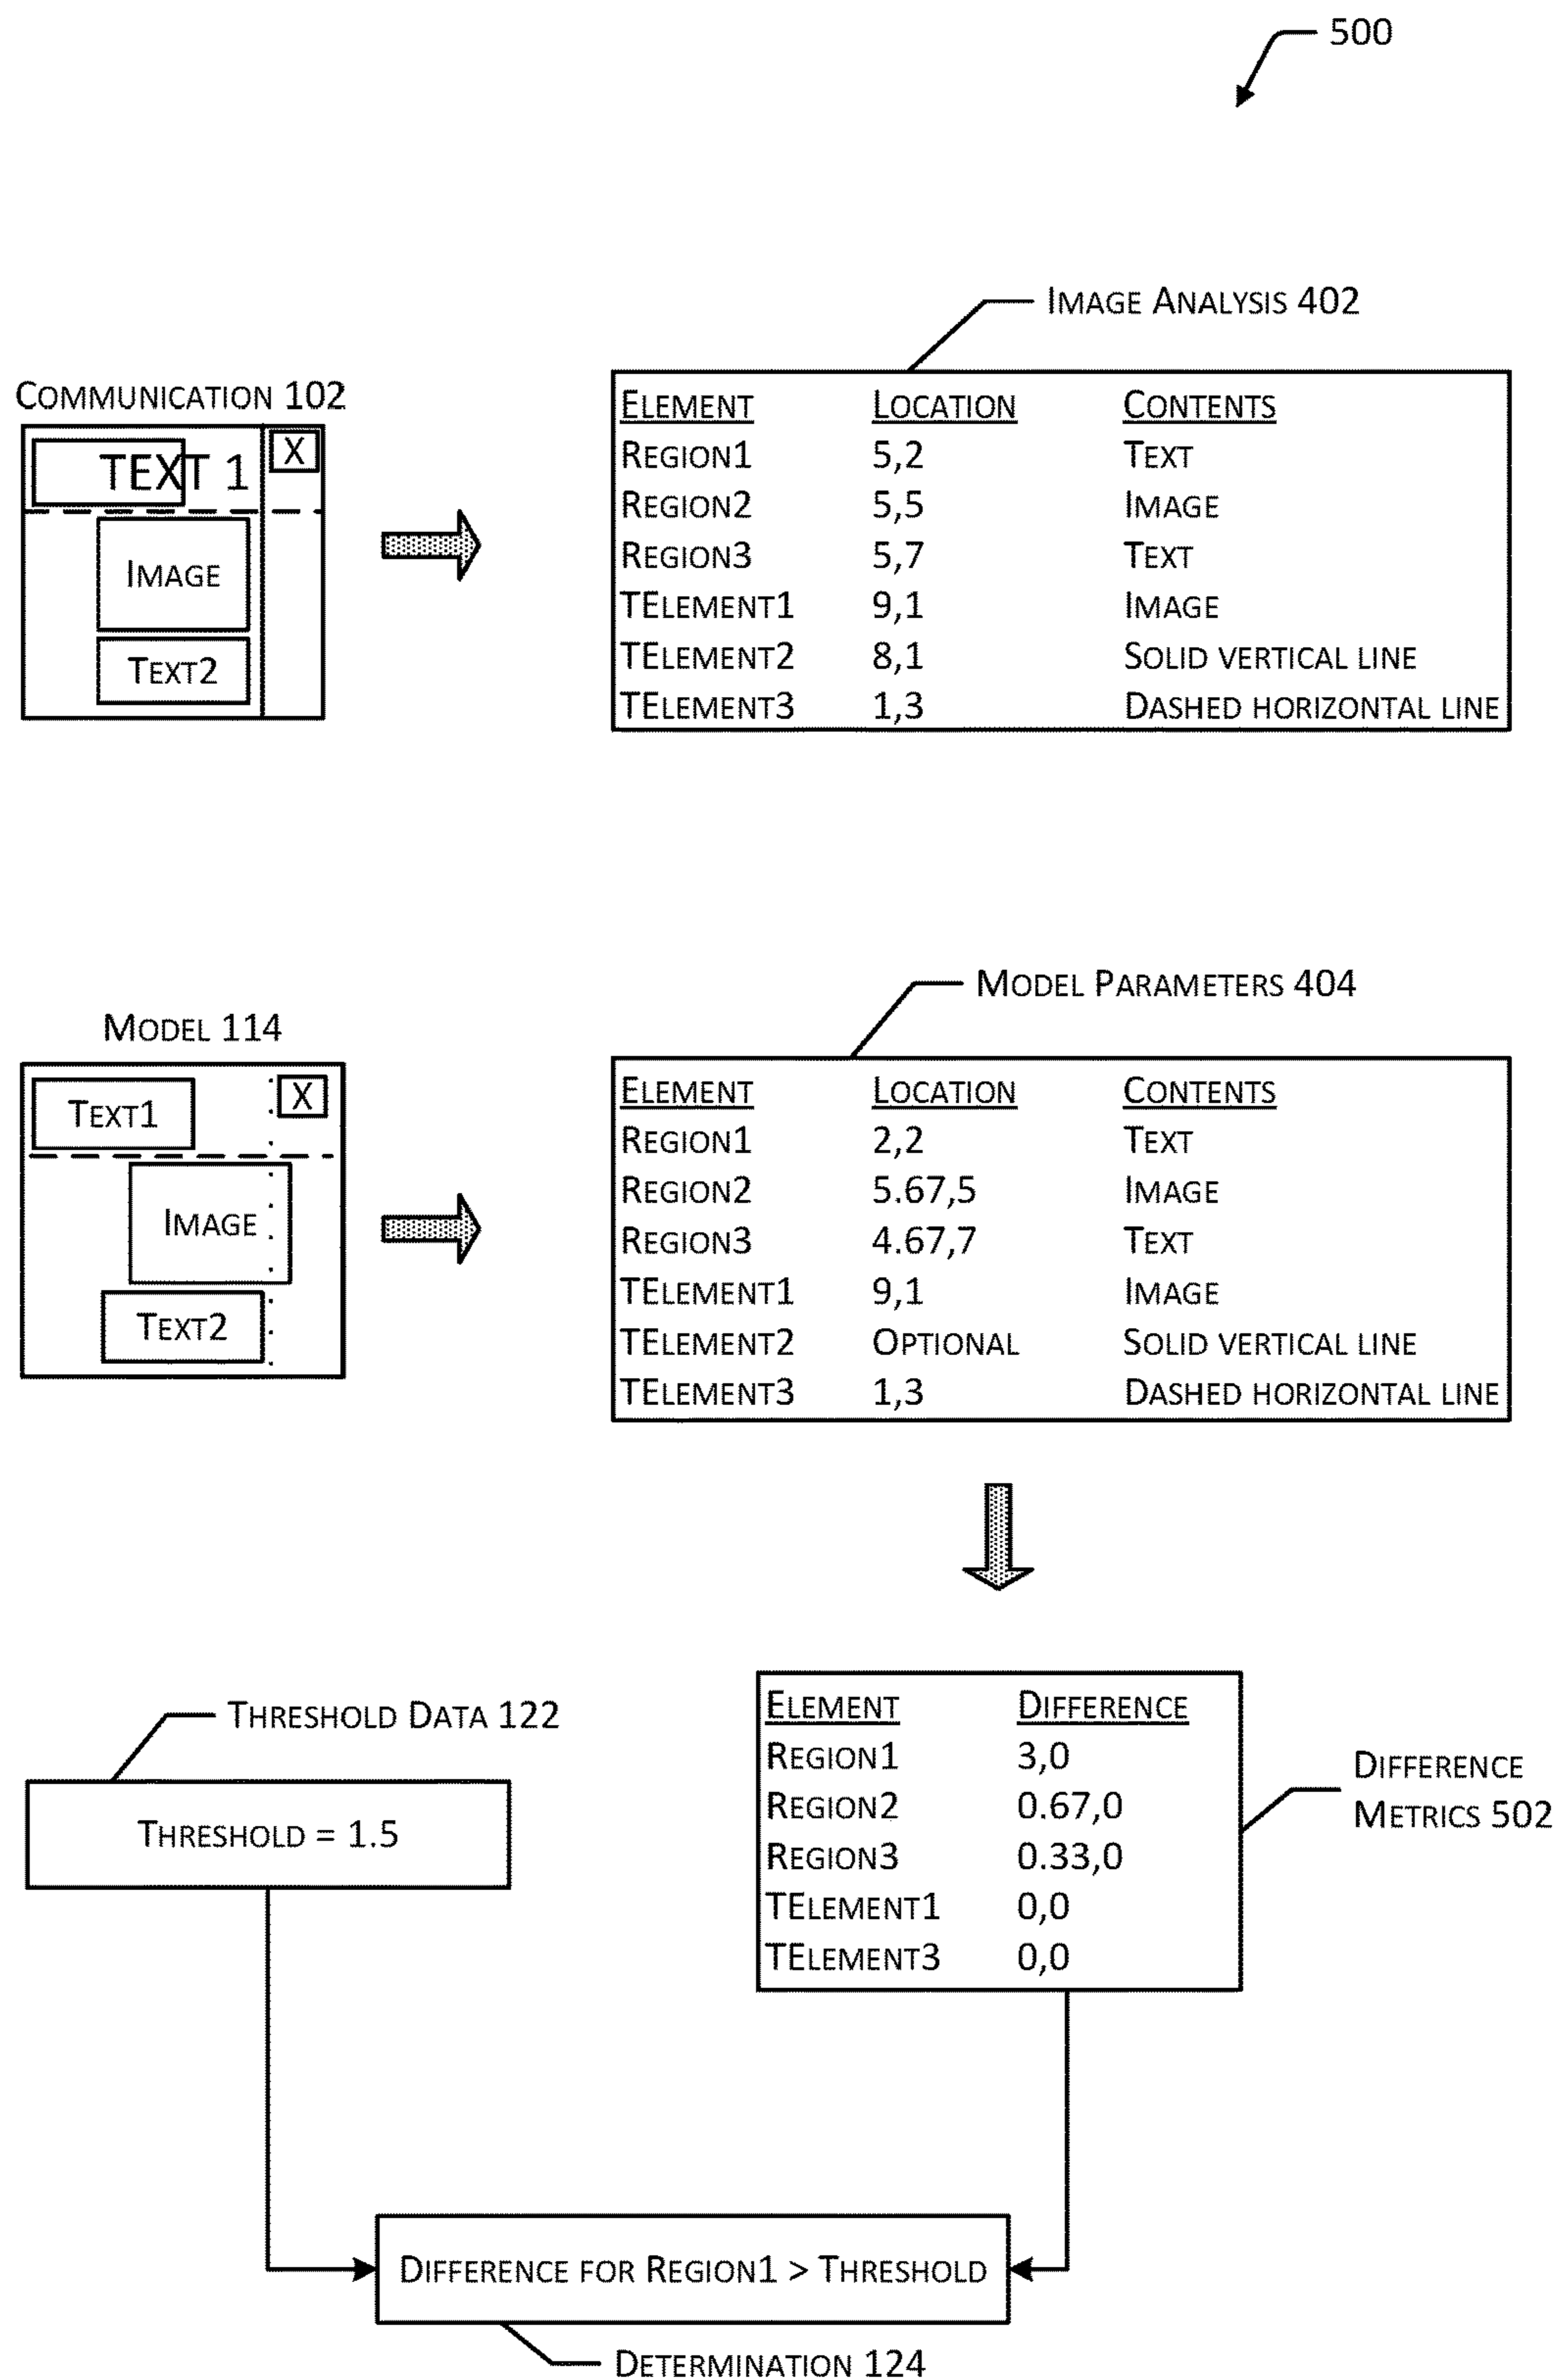 500
IMAGE ANALYSIS 402
COMMUNICATION 102
TEXT 1
X
IMAGE
TEXT2
ELEMENT LOCATION CONTENTS
REGION1 5,2 TEXT
REGION2 5,5 IMAGE
REGION3 5,7 TEXT
TELEMENT1 9,1 IMAGE
TELEMENT2 8,1 SOLID VERTICAL LINE
TELEMENT3 1,3 DASHED HORIZONTAL LINE
MODEL PARAMETERS 404
MODEL 114
TEXT1
X
IMAGE
TEXT2
ELEMENT LOCATION CONTENTS
REGION1 2,2 TEXT
REGION2 5.67,5 IMAGE
REGION3 4.67,7 TEXT
TELEMENT1 9,1 IMAGE
TELEMENT2 OPTIONAL SOLID VERTICAL LINE
TELEMENT3 1,3 DASHED HORIZONTAL LINE
THRESHOLD DATA 122
THRESHOLD = 1.5
ELEMENT DIFFERENCE
REGION1 3,0
REGION2 0.67,0
REGION3 0.33,0
TELEMENT1 0,0
TELEMENT3 0,0
DIFFERENCE
METRICS 502
DIFFERENCE FOR REGION1 > THRESHOLD
DETERMINATION 124